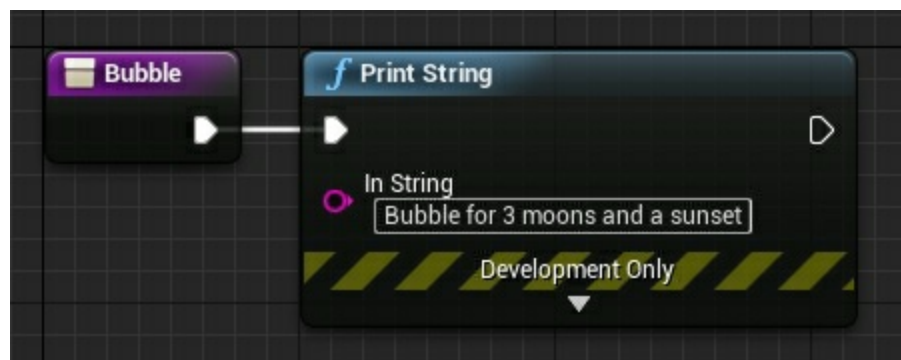 Bubble
Print String
In String
Bubble for 3 moons and a sunset
Development Only